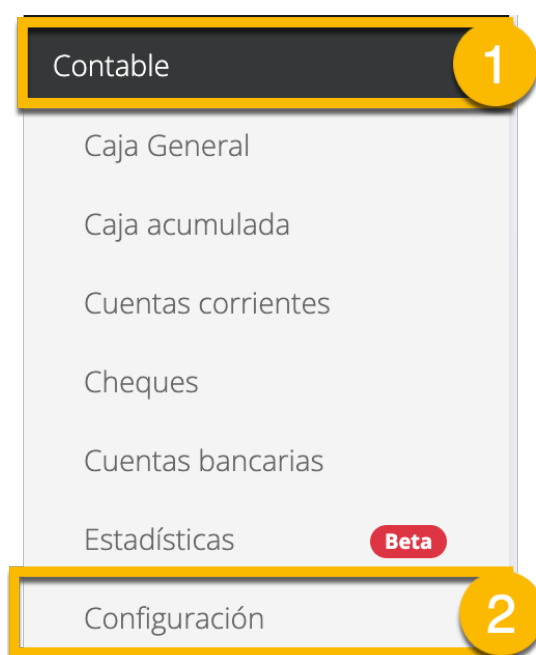 Contable 1
Caja General
Caja acumulada
Cuentas corrientes
Cheques
Cuentas bancarias
Estadísticas Beta
Configuración 2